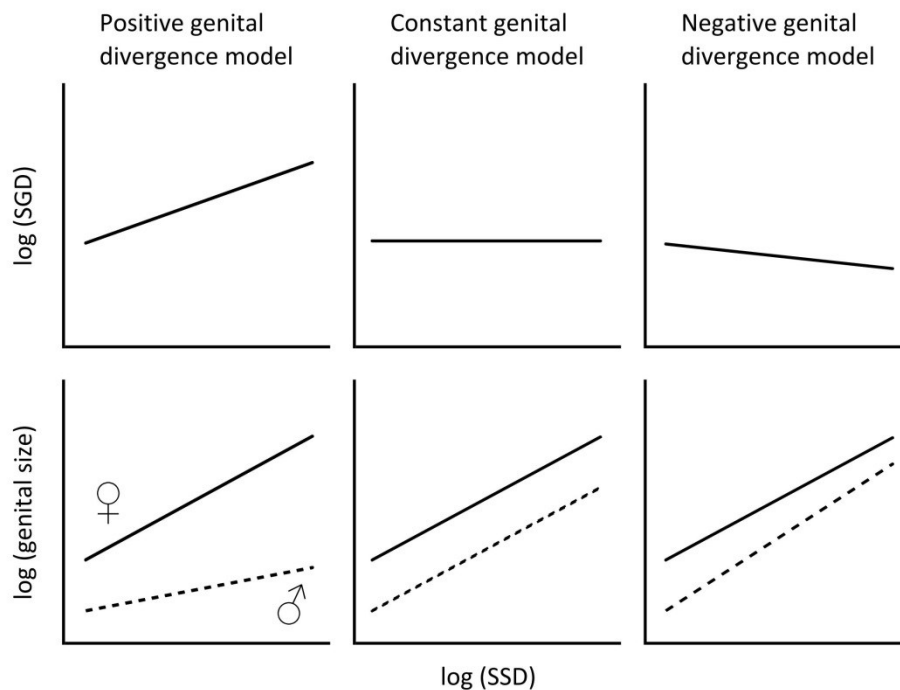 Positive genital
divergence model
Constant genital
divergence model
Negative genital
divergence model
log (SGD)
log (genital size)
♀
♂
log (SSD)